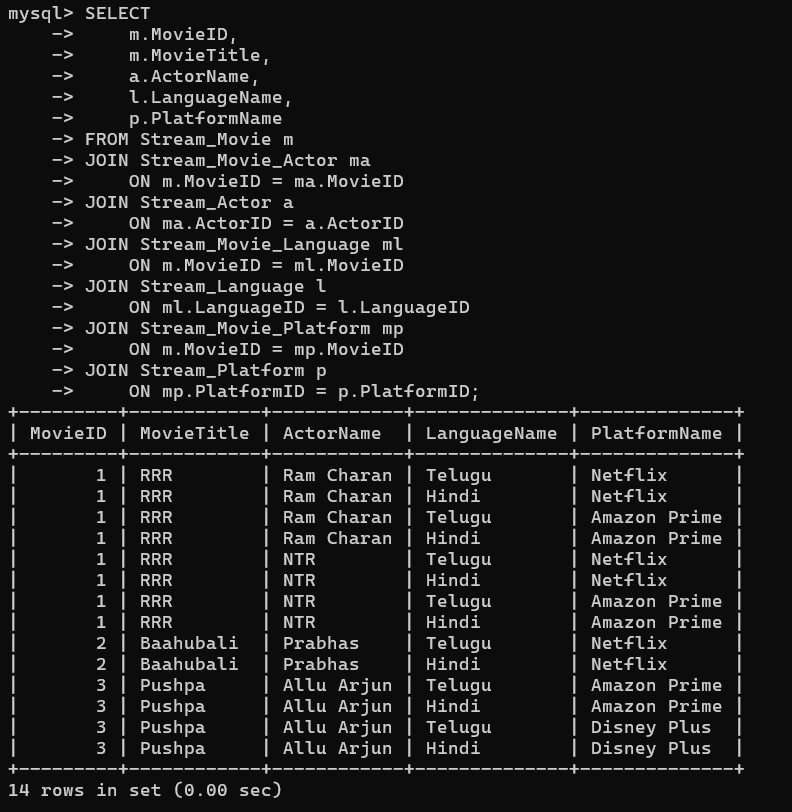 mysql> SELECT
    ->     m.MovieID,
    ->     m.MovieTitle,
    ->     a.ActorName,
    ->     l.LanguageName,
    ->     p.PlatformName
    -> FROM Stream_Movie m
    -> JOIN Stream_Movie_Actor ma
    ->     ON m.MovieID = ma.MovieID
    -> JOIN Stream_Actor a
    ->     ON ma.ActorID = a.ActorID
    -> JOIN Stream_Movie_Language ml
    ->     ON m.MovieID = ml.MovieID
    -> JOIN Stream_Language l
    ->     ON ml.LanguageID = l.LanguageID
    -> JOIN Stream_Movie_Platform mp
    ->     ON m.MovieID = mp.MovieID
    -> JOIN Stream_Platform p
    ->     ON mp.PlatformID = p.PlatformID;
+---------+------------+------------+--------------+--------------+
| MovieID | MovieTitle | ActorName  | LanguageName | PlatformName |
+---------+------------+------------+--------------+--------------+
|       1 | RRR        | Ram Charan | Telugu       | Netflix      |
|       1 | RRR        | Ram Charan | Hindi        | Netflix      |
|       1 | RRR        | Ram Charan | Telugu       | Amazon Prime |
|       1 | RRR        | Ram Charan | Hindi        | Amazon Prime |
|       1 | RRR        | NTR        | Telugu       | Netflix      |
|       1 | RRR        | NTR        | Hindi        | Netflix      |
|       1 | RRR        | NTR        | Telugu       | Amazon Prime |
|       1 | RRR        | NTR        | Hindi        | Amazon Prime |
|       2 | Baahubali  | Prabhas    | Telugu       | Netflix      |
|       2 | Baahubali  | Prabhas    | Hindi        | Netflix      |
|       3 | Pushpa     | Allu Arjun | Telugu       | Amazon Prime |
|       3 | Pushpa     | Allu Arjun | Hindi        | Amazon Prime |
|       3 | Pushpa     | Allu Arjun | Telugu       | Disney Plus  |
|       3 | Pushpa     | Allu Arjun | Hindi        | Disney Plus  |
+---------+------------+------------+--------------+--------------+
14 rows in set (0.00 sec)